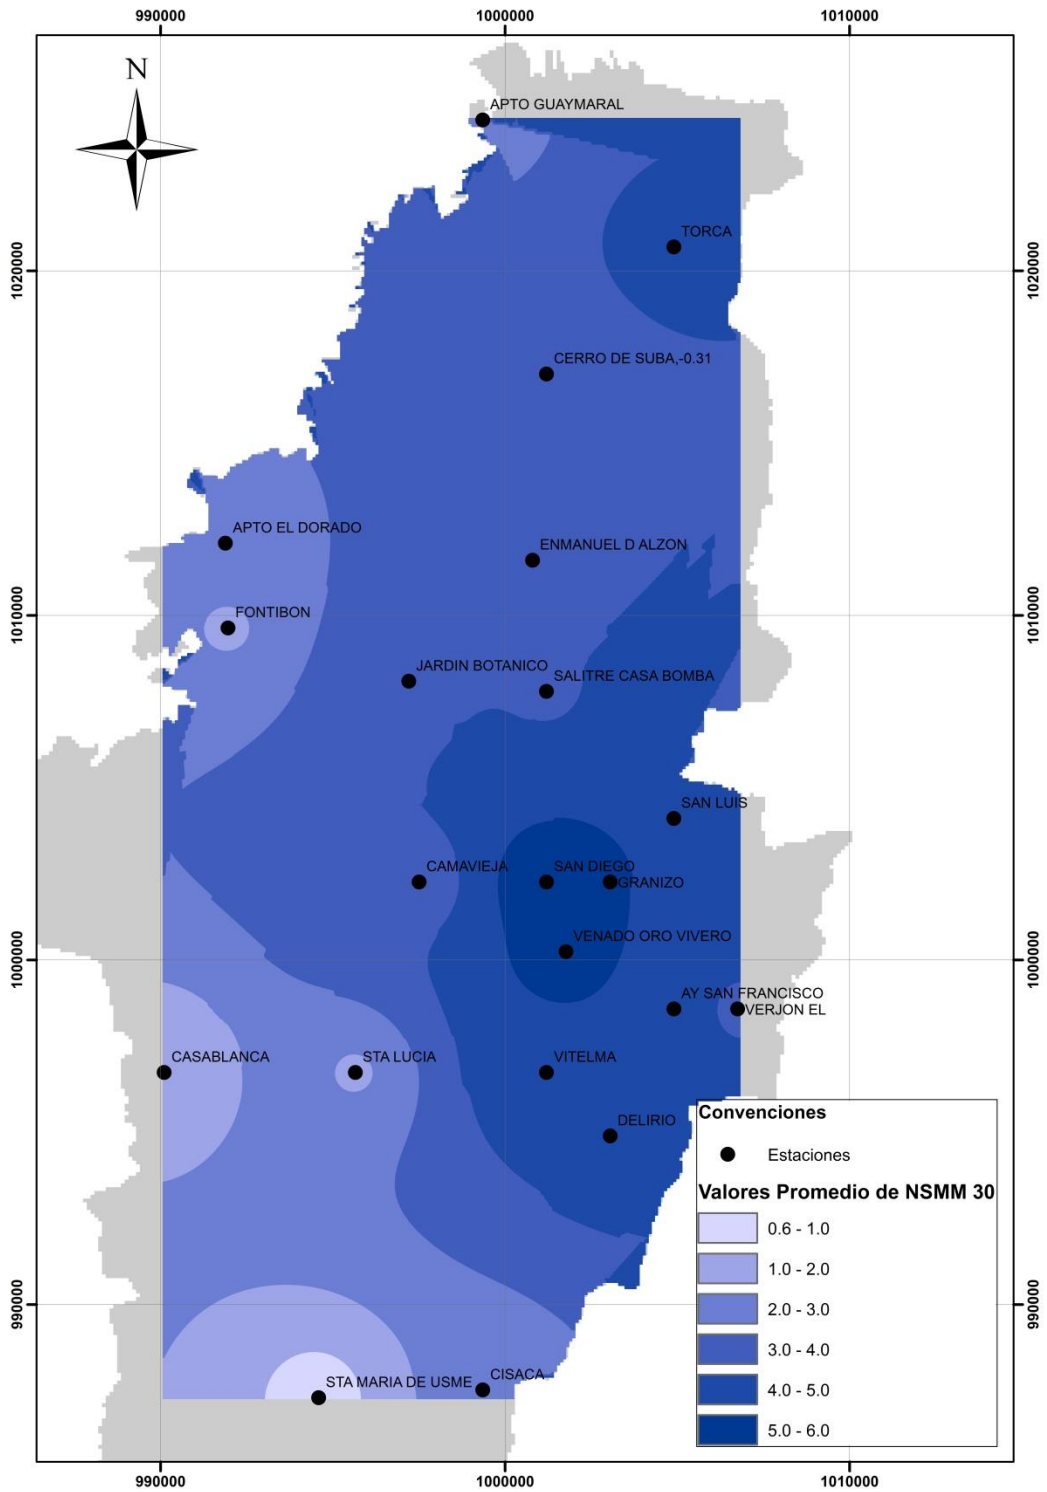 990000
1000000
1010000
N
APTO GUAYMARAL
TORCA
1020000
1020000
CERRO DE SUBA,-0.31
APTO EL DORADO
ENMANUEL D ALZON
FONTIBON
1010000
1010000
JARDIN BOTANICO
SALITRE CASA BOMBA
SAN LUIS
CAMAVIEJA
SAN DIEGO
GRANIZO
VENADO ORO VIVERO
1000000
1000000
AY SAN FRANCISCO
VERJON EL
CASABLANCA
STA LUCIA
VITELMA
DELIRIO
Convenciones
Estaciones
Valores Promedio de NSMM 30
0.6 - 1.0
1.0 - 2.0
2.0 - 3.0
3.0 - 4.0
4.0 - 5.0
5.0 - 6.0
990000
990000
STA MARIA DE USME
CISACA
990000
1000000
1010000